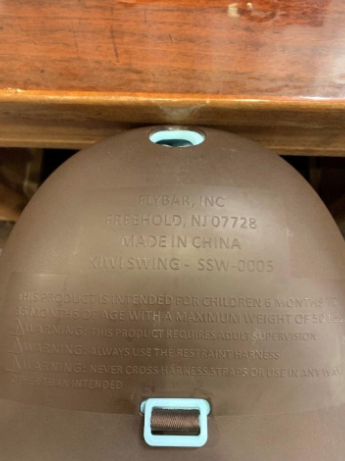 FLYBAR, INC
FREEHOLD, NJ 07728
MADE IN CHINA
KIWI SWING - SSW-0005
THIS PRODUCT IS INTENDED FOR CHILDREN 6 MONTHS TO
MONTHS OF AGE WITH A MAXIMUM WEIGHT OF
WARNING: THIS PRODUCT REQUIRES ADULT SUPERVISION
WARNING: ALWAYS USE THE RESTRAINT HARNESS
WARNING: NEVER CROSS HARNESS STRAPS OR USE IN ANY WAY
INTENDED